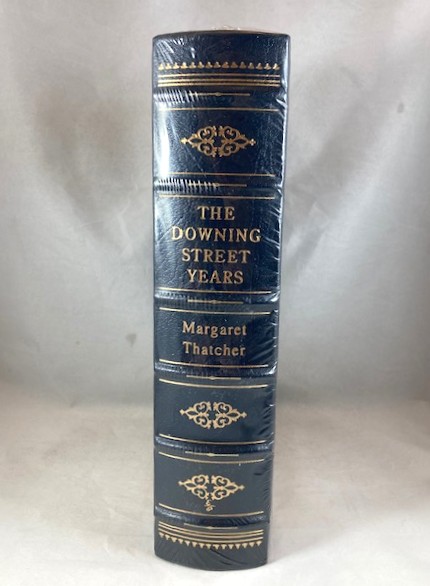 THE
DOWNING
STREET
YEARS
Margaret
Thatcher